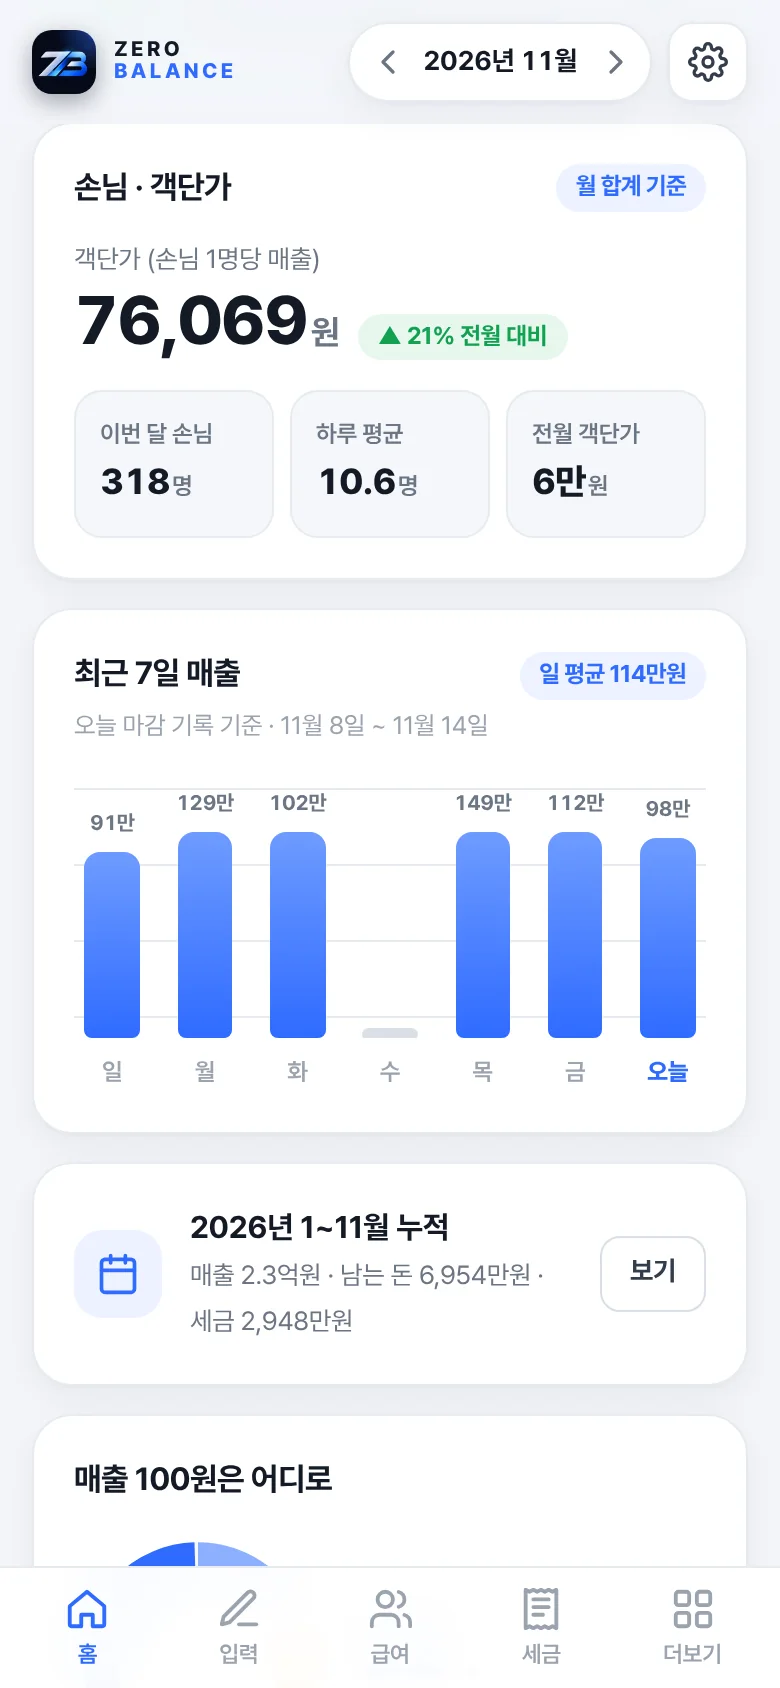 ZERO
BALANCE
2026년 11월
손님 · 객단가
월 합계 기준
객단가 (손님 1명당 매출)
76,069원
▲ 21% 전월 대비
이번 달 손님
318명
하루 평균
10.6명
전월 객단가
6만원
최근 7일 매출
일 평균 114만원
오늘 마감 기록 기준 · 11월 8일 ~ 11월 14일
91만 129만 102만 149만 112만 98만
일 월 화 수 목 금 오늘
2026년 1~11월 누적
매출 2.3억원 · 남는 돈 6,954만원 ·
세금 2,948만원
보기
매출 100원은 어디로
홈 입력 급여 세금 더보기